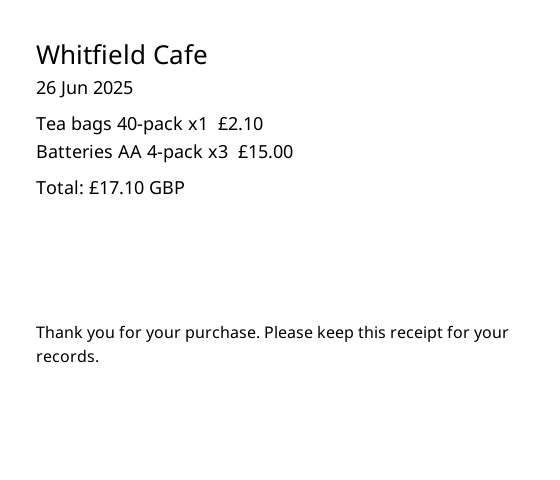 Whitfield Cafe
26 Jun 2025
Tea bags 40-pack x1  £2.10
Batteries AA 4-pack x3  £15.00
Total: £17.10 GBP
Thank you for your purchase. Please keep this receipt for your
records.